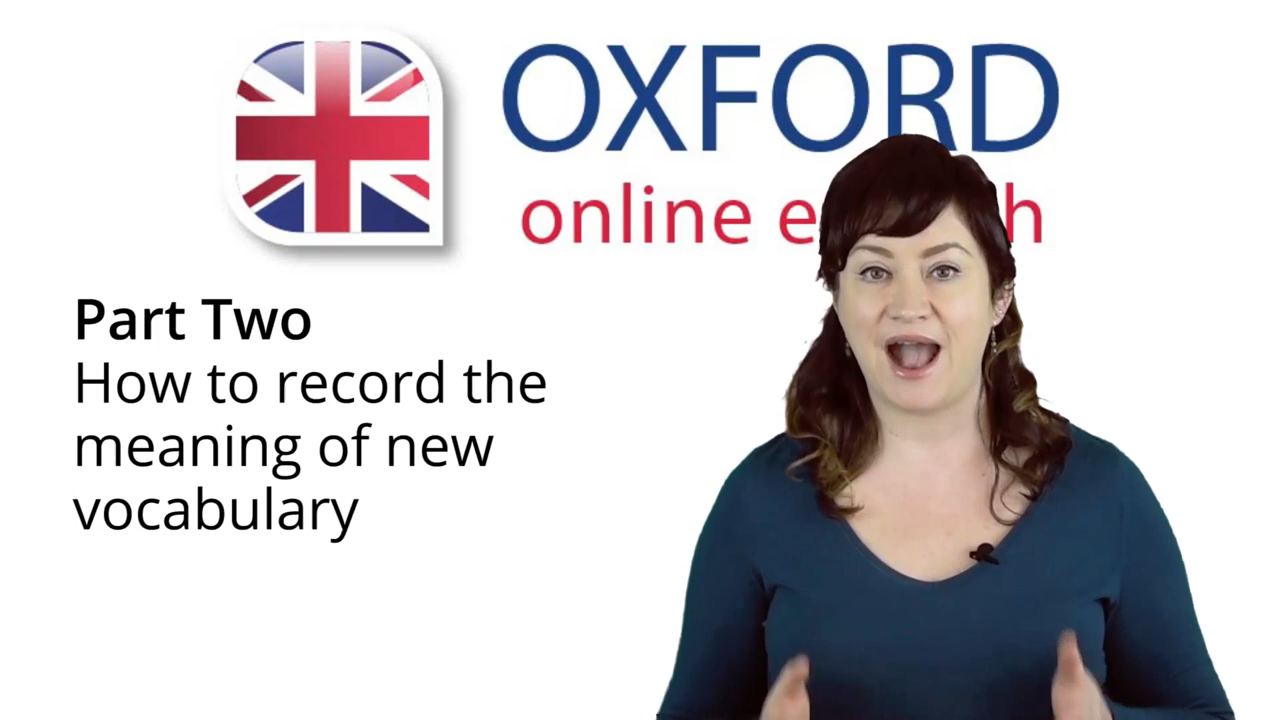 OXFORD
online
Part Two
How to record the
meaning of new
vocabulary